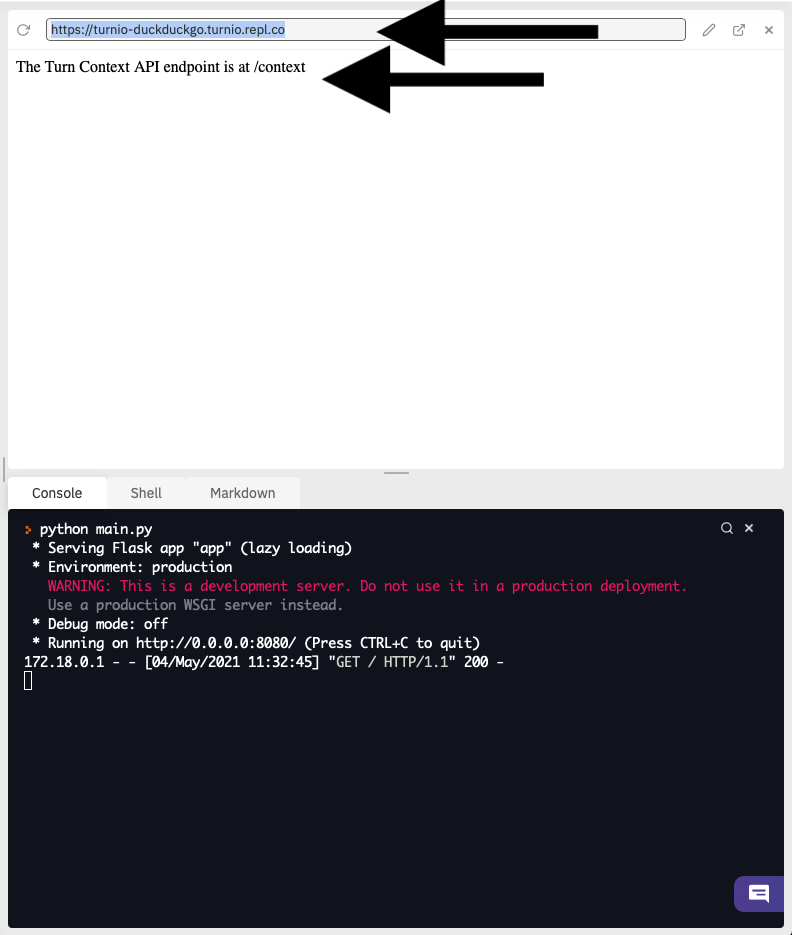 https://turnio-duckduckgo.turnio.repl.co
The Turn Context API endpoint is at /context
Console Shell Markdown
python main.py
* Serving Flask app "app" (lazy loading)
* Environment: production
WARNING: This is a development server. Do not use it in a production deployment.
Use a production WSGI server instead.
* Debug mode: off
* Running on http://0.0.0.0:8080/ (Press CTRL+C to quit)
172.18.0.1 - - [04/May/2021 11:32:45] "GET / HTTP/1.1" 200 -